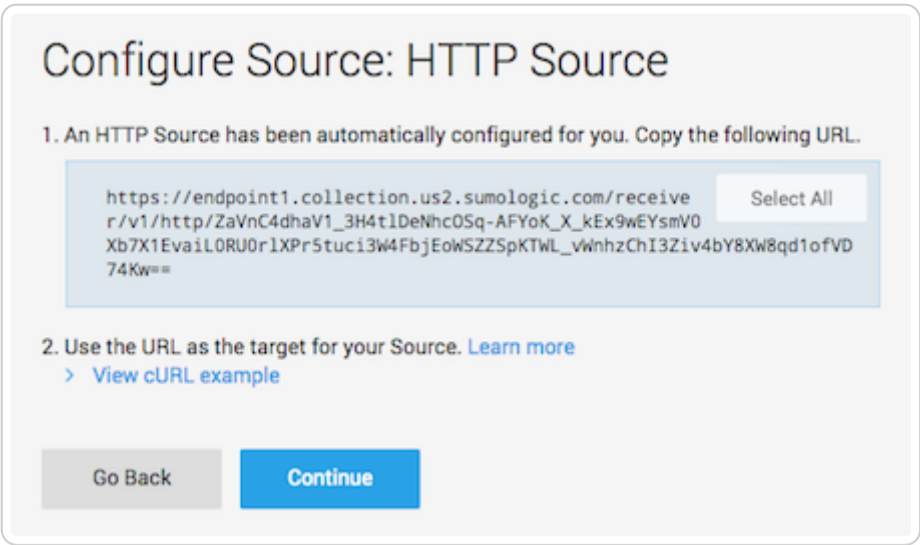 Configure Source: HTTP Source
1. An HTTP Source has been automatically configured for you. Copy the following URL.
https://endpoint1.collection.us2.sumologic.com/receive
Select All
r/v1/http/ZaVnC4dhaV1_3H4tlDeNhcOSq-AFYoK_X_kEx9wEYsmV0
Xb7X1EvaiL0RU0rlXPr5tuci3W4FbjEoWSZZSpKTWL_vWnhzChI3Ziv4bY8XW8qd1ofVD
74Kw==
2. Use the URL as the target for your Source. Learn more
> View cURL example
Go Back
Continue